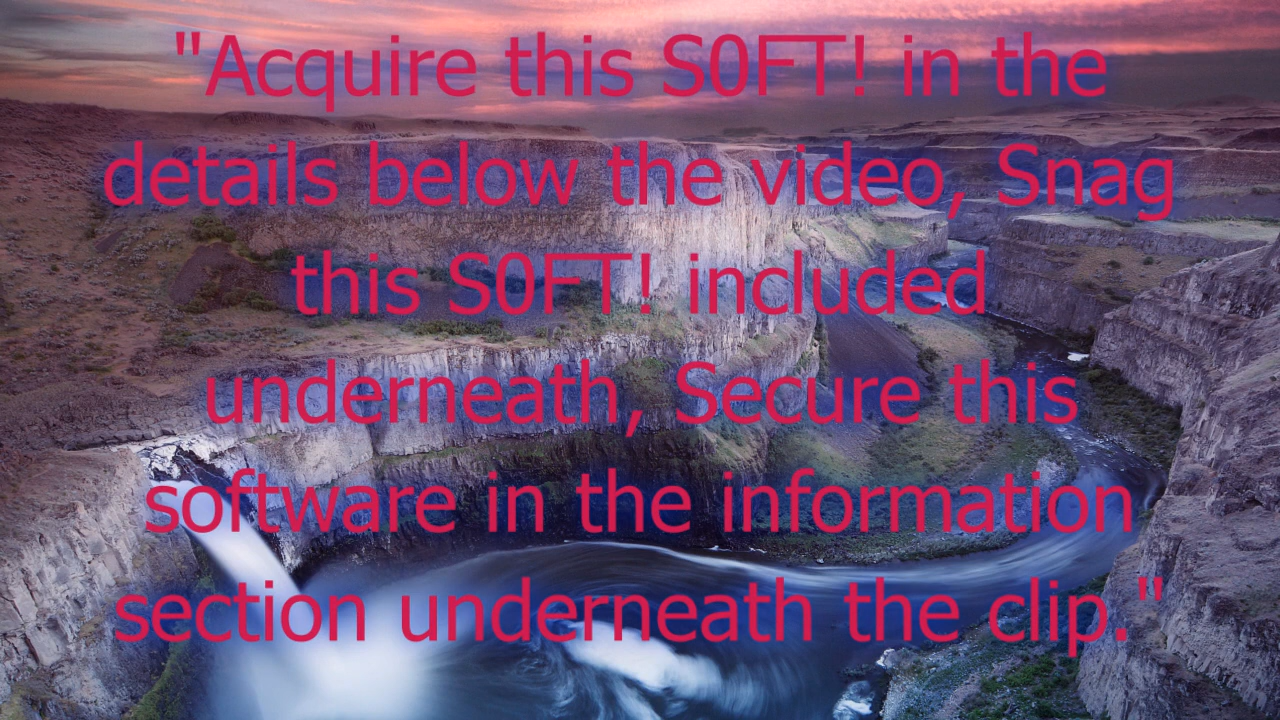 "Acquire this S0FT! in the
details below the video, Snag
this S0FT! included
underneath, Secure this
software in the information
section underneath the clip."